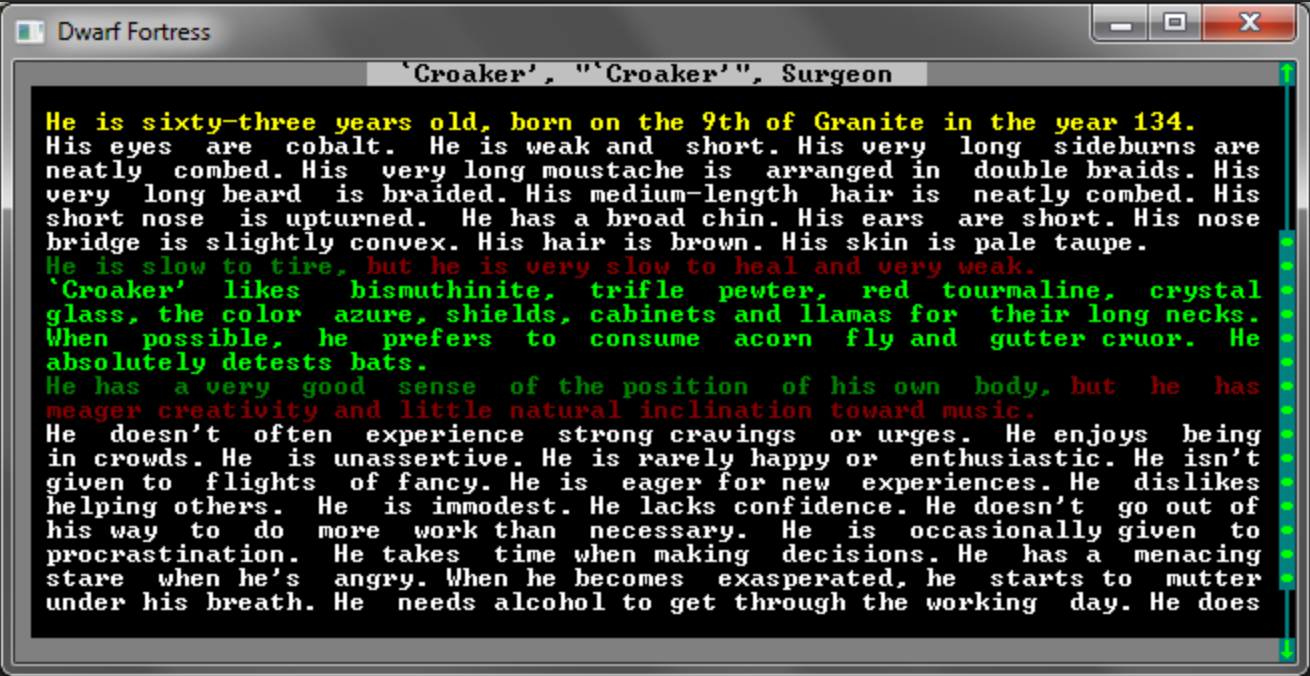 Dwarf Fortress
`Croaker', "`Croaker'", Surgeon
He is sixty-three years old, born on the 9th of Granite in the year 134.
His eyes are cobalt. He is weak and short. His very long sideburns are
neatly combed. His very long moustache is arranged in double braids. His
very long beard is braided. His medium-length hair is neatly combed. His
short nose is upturned. He has a broad chin. His ears are short. His nose
bridge is slightly convex. His hair is brown. His skin is pale taupe.
He is slow to tire, but he is very slow to heal and very weak.
`Croaker' likes bismuthinite, trifle pewter, red tourmaline, crystal
glass, the color azure, shields, cabinets and llamas for their long necks.
When possible, he prefers to consume acorn fly and gutter cruor. He
absolutely detests bats.
He has a very good sense of the position of his own body, but he has
meager creativity and little natural inclination toward music.
He doesn't often experience strong cravings or urges. He enjoys being
in crowds. He is unassertive. He is rarely happy or enthusiastic. He isn't
given to flights of fancy. He is eager for new experiences. He dislikes
helping others. He is immodest. He lacks confidence. He doesn't go out of
his way to do more work than necessary. He is occasionally given to
procrastination. He takes time when making decisions. He has a menacing
stare when he's angry. When he becomes exasperated, he starts to mutter
under his breath. He needs alcohol to get through the working day. He does